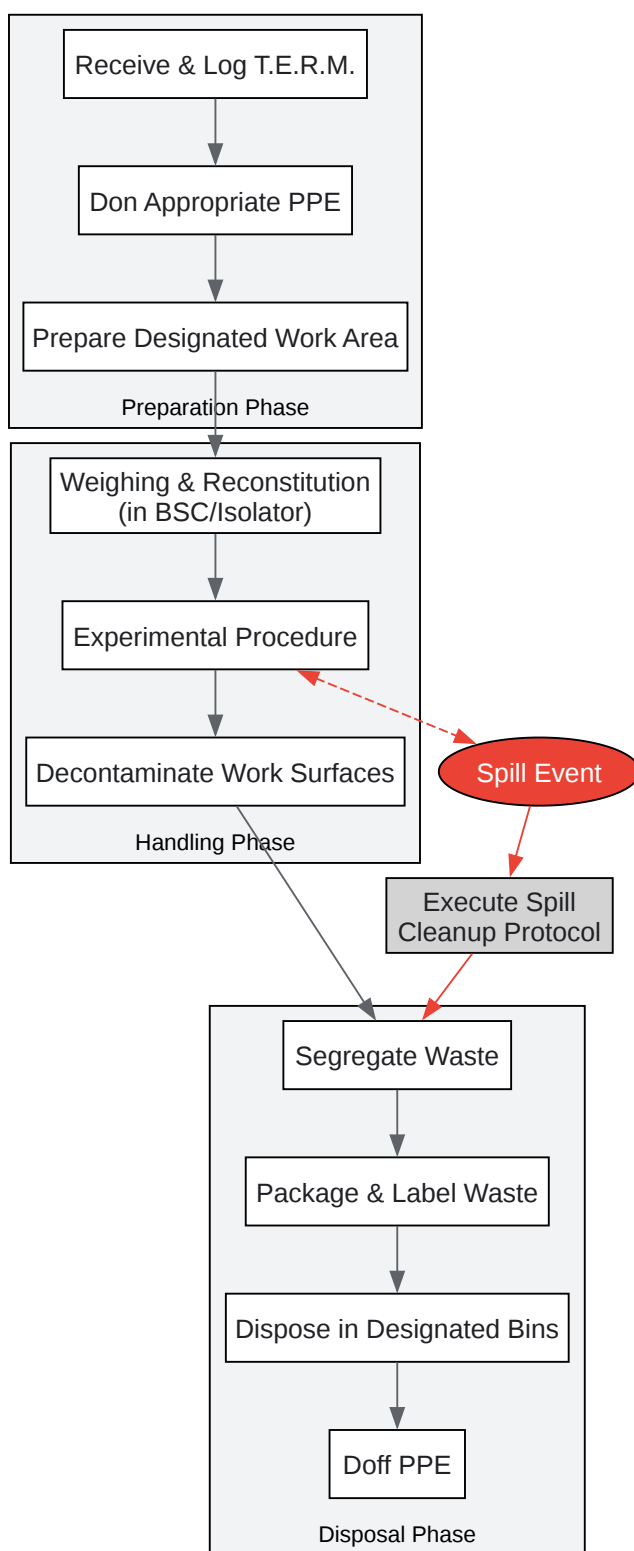 Receive & Log T.E.R.M.
Don Appropriate PPE
Prepare Designated Work Area
Preparation Phase
Weighing & Reconstitution
(in BSC/Isolator)
Experimental Procedure
Decontaminate Work Surfaces
Spill Event
Handling Phase
Execute Spill
Cleanup Protocol
Segregate Waste
Package & Label Waste
Dispose in Designated Bins
Doff PPE
Disposal Phase